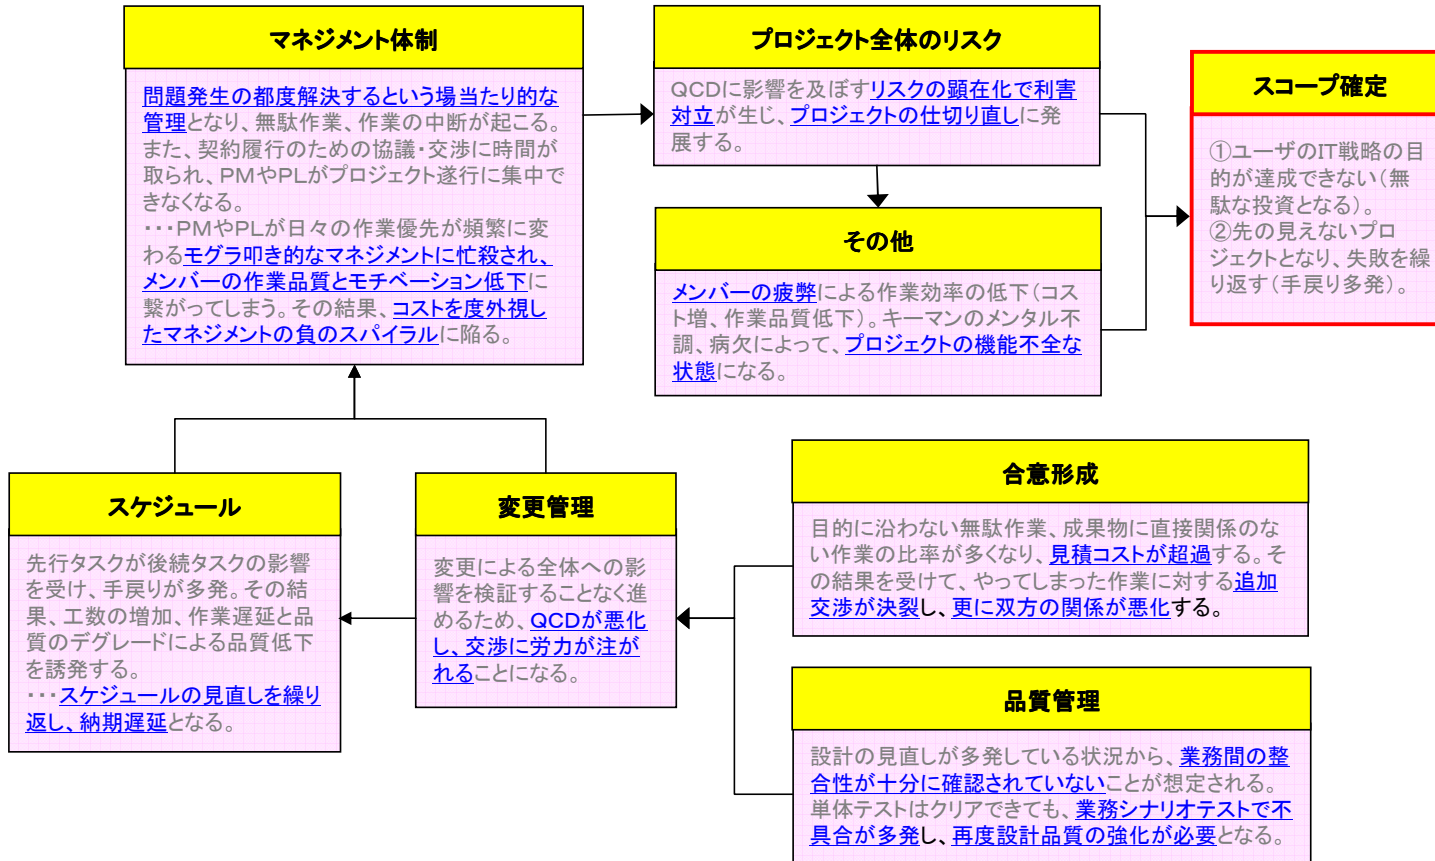 マネジメント体制
問題発生の都度解決するという場当たり的な
管理となり、無駄作業、作業の中断が起こる。
また、契約履行のための協議・交渉に時間が
取られ、PMやPLがプロジェクト遂行に集中で
きなくなる。
・・・PMやPLが日々の作業優先が頻繁に変
わるモグラ叩き的なマネジメントに忙殺され、
メンバーの作業品質とモチベーション低下に
繋がってしまう。その結果、コストを度外視し
たマネジメントの負のスパイラルに陥る。
プロジェクト全体のリスク
QCDに影響を及ぼすリスクの顕在化で利害
対立が生じ、プロジェクトの仕切り直しに発
展する。
その他
メンバーの疲弊による作業効率の低下(コス
ト増、作業品質低下)。キーマンのメンタル不
調、病欠によって、プロジェクトの機能不全な
状態になる。
スコープ確定
①ユーザのIT戦略の目
的が達成できない(無
駄な投資となる)。
②先の見えないプロ
ジェクトとなり、失敗を繰
り返す(手戻り多発)。
スケジュール
先行タスクが後続タスクの影響
を受け、手戻りが多発。その結
果、工数の増加、作業遅延と品
質のデグレードによる品質低下
を誘発する。
・・・スケジュールの見直しを繰り
返し、納期遅延となる。
変更管理
変更による全体への影
響を検証することなく進
めるため、QCDが悪化
し、交渉に労力が注が
れることになる。
合意形成
目的に沿わない無駄作業、成果物に直接関係のな
い作業の比率が多くなり、見積コストが超過する。そ
の結果を受けて、やってしまった作業に対する追加
交渉が決裂し、更に双方の関係が悪化する。
品質管理
設計の見直しが多発している状況から、業務間の整
合性が十分に確認されていないことが想定される。
単体テストはクリアできても、業務シナリオテストで不
具合が多発し、再度設計品質の強化が必要となる。